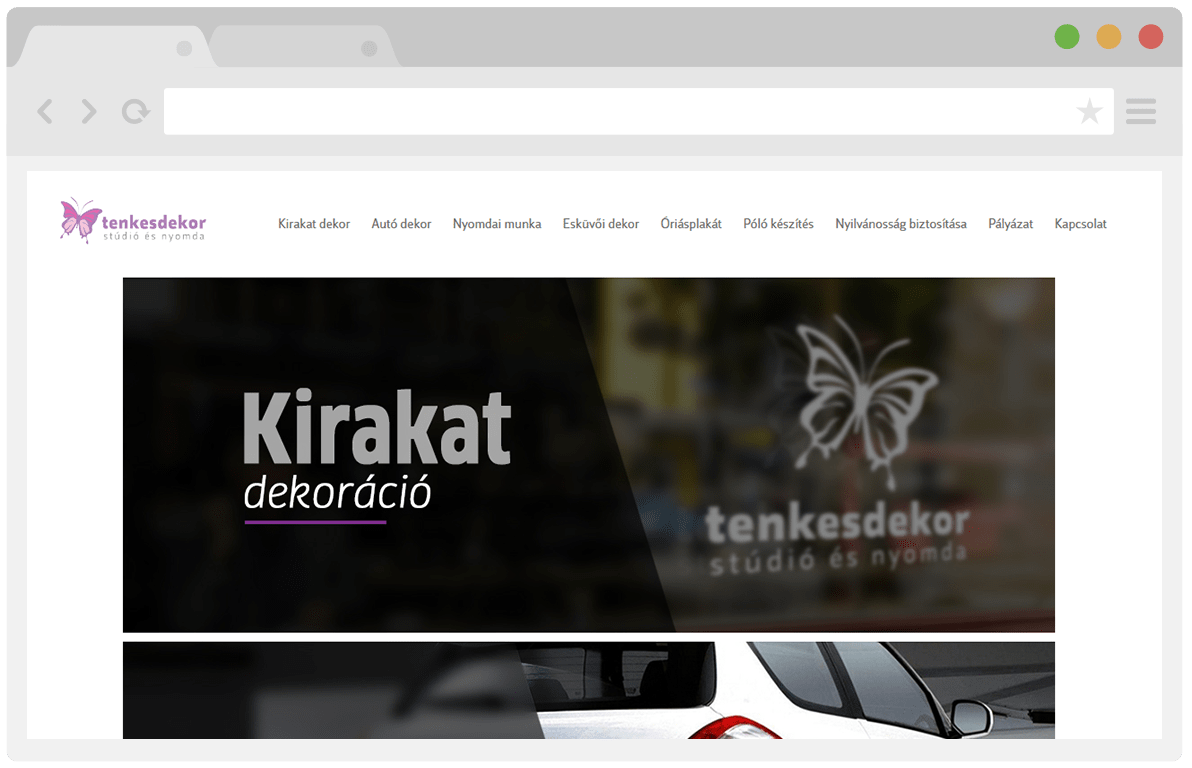 tenkesdekor
stúdió és nyomda
Kirakat dekor Autó dekor Nyomdai munka Esküvői dekor Óriásplakát Póló készítés Nyilvánosság biztosítása Pályázat Kapcsolat
Kirakat
dekoráció
tenkesdekor
stúdió és nyomda